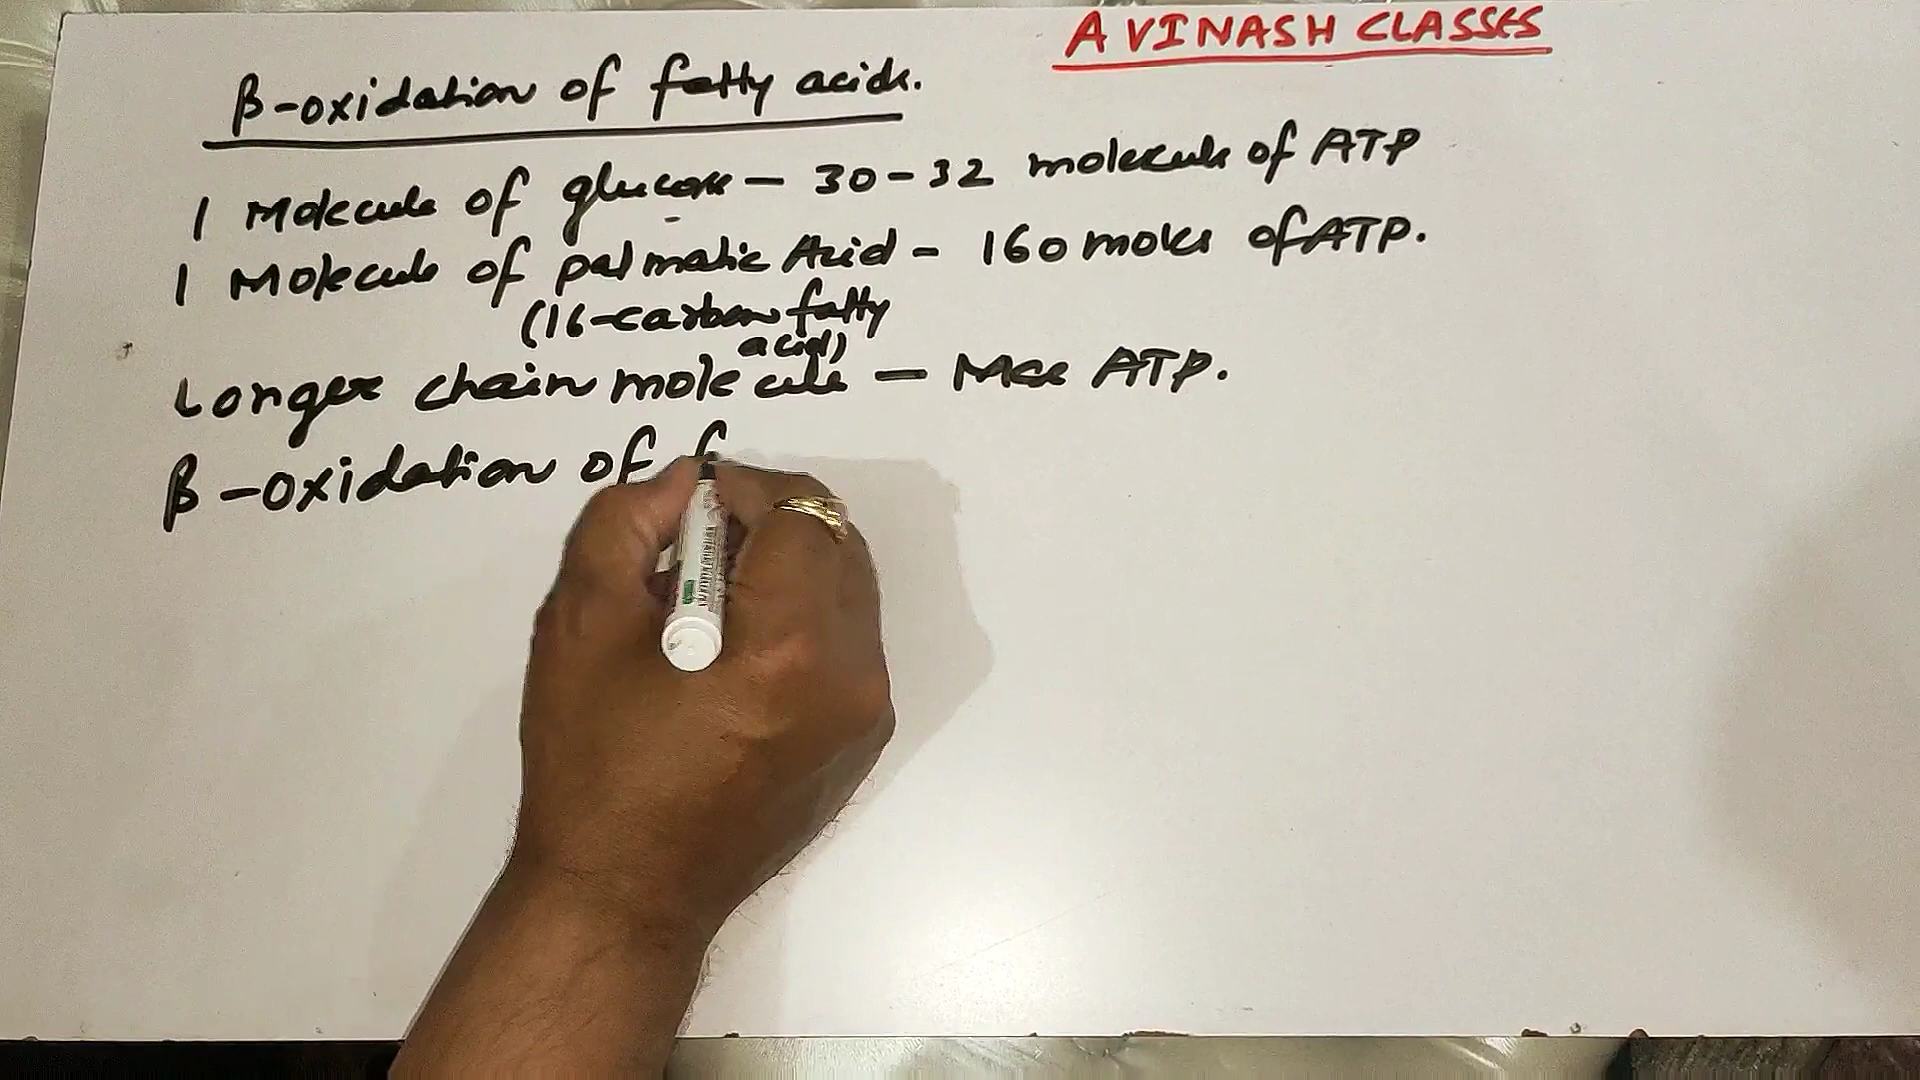 AVINASH CLASSES
β-oxidation of fatty acids.
1 Molecule of glucose - 30-32 molecule of ATP
1 Molecule of palmatic Acid - 160 moles of ATP.
(16-carbon fatty
acid)
Longer chain molecule - More ATP.
β-oxidation of f